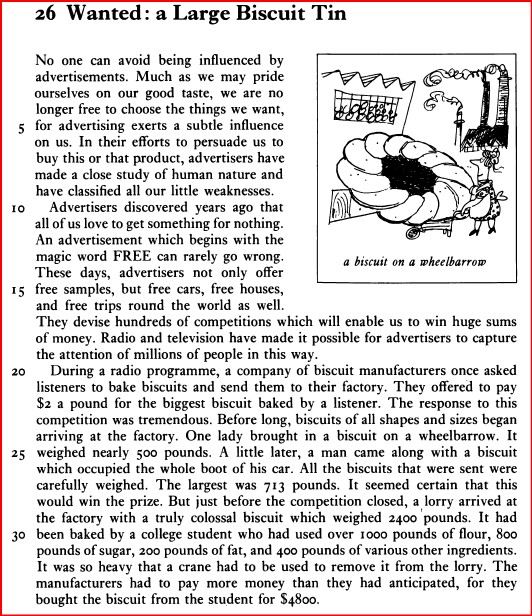 26 Wanted: a Large Biscuit Tin
No one can avoid being influenced by
advertisements. Much as we may pride
ourselves on our good taste, we are no
longer free to choose the things we want,
5 for advertising exerts a subtle influence
on us. In their efforts to persuade us to
buy this or that product, advertisers have
made a close study of human nature and
have classified all our little weaknesses.
10 Advertisers discovered years ago that
all of us love to get something for nothing.
An advertisement which begins with the
magic word FREE can rarely go wrong.
These days, advertisers not only offer
15 free samples, but free cars, free houses,
and free trips round the world as well.
They devise hundreds of competitions which will enable us to win huge sums
of money. Radio and television have made it possible for advertisers to capture
the attention of millions of people in this way.
20 During a radio programme, a company of biscuit manufacturers once asked
listeners to bake biscuits and send them to their factory. They offered to pay
$2 a pound for the biggest biscuit baked by a listener. The response to this
competition was tremendous. Before long, biscuits of all shapes and sizes began
arriving at the factory. One lady brought in a biscuit on a wheelbarrow. It
25 weighed nearly 500 pounds. A little later, a man came along with a biscuit
which occupied the whole boot of his car. All the biscuits that were sent were
carefully weighed. The largest was 713 pounds. It seemed certain that this
would win the prize. But just before the competition closed, a lorry arrived at
the factory with a truly colossal biscuit which weighed 2400 pounds. It had
30 been baked by a college student who had used over 1000 pounds of flour, 800
pounds of sugar, 200 pounds of fat, and 400 pounds of various other ingredients.
It was so heavy that a crane had to be used to remove it from the lorry. The
manufacturers had to pay more money than they had anticipated, for they
bought the biscuit from the student for $4800.
a biscuit on a wheelbarrow